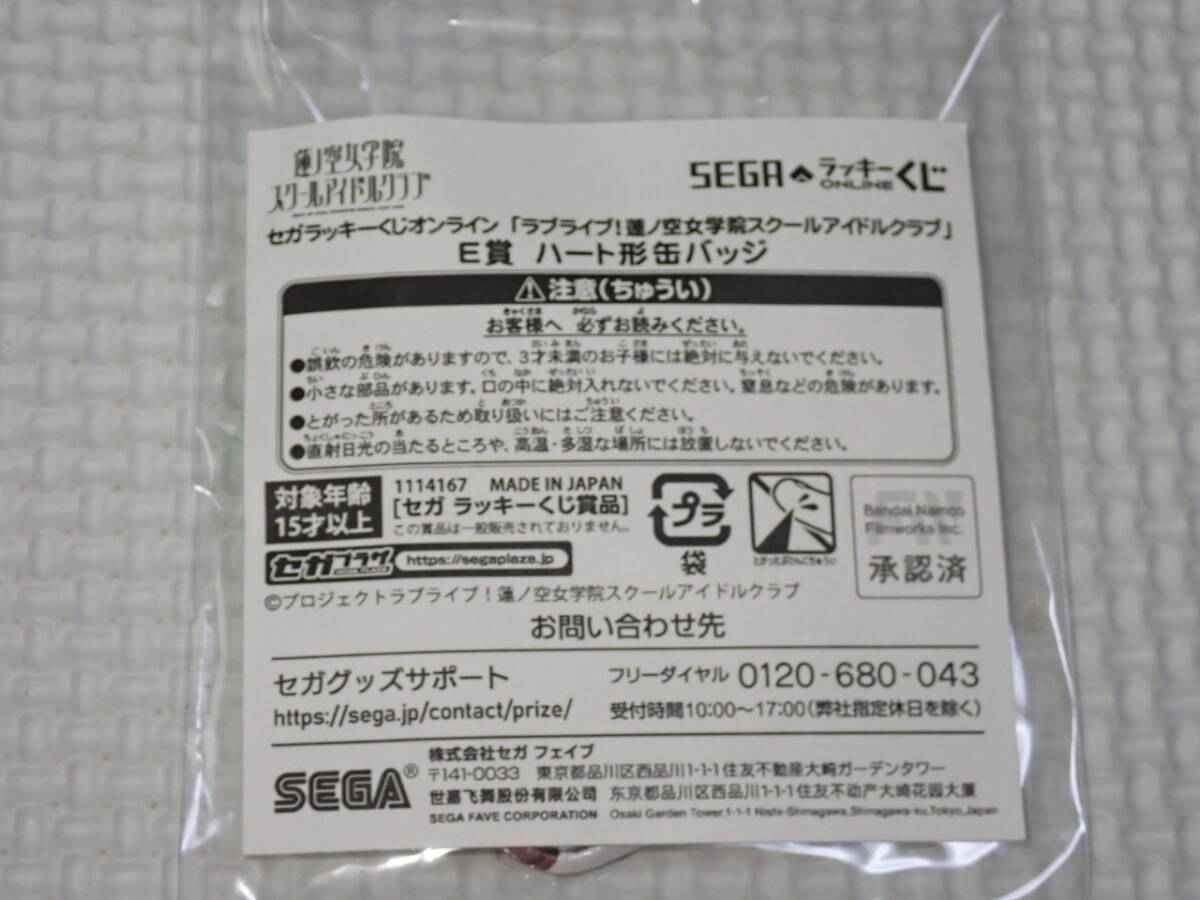 蓮ノ空女学院
スクールアイドルクラブ
SEGA ラッキーくじ ONLINE
セガラッキーくじオンライン「ラブライブ!蓮ノ空女学院スクールアイドルクラブ」
E賞 ハート形缶バッジ
注意(ちゅうい)
お客様へ 必ずお読みください。
●誤飲の危険がありますので、3才未満のお子様には絶対に与えないでください。
●小さな部品があります。口の中に絶対入れないでください。窒息などの危険があります。
●とがった所があるため取り扱いにはご注意ください。
●直射日光の当たるところや、高温・多湿な場所には放置しないでください。
対象年齢
15才以上
1114167 MADE IN JAPAN
[セガ ラッキーくじ賞品]
この賞品は一般販売されておりません。
プラ
袋
とがったぶひんにちゅうい
Bandai Namco
Filmworks Inc.
承認済
セガプラザ https://segaplaza.jp
©プロジェクトラブライブ!蓮ノ空女学院スクールアイドルクラブ
お問い合わせ先
セガグッズサポート フリーダイヤル 0120-680-043
https://sega.jp/contact/prize/ 受付時間10:00～17:00(弊社指定休日を除く)
SEGA®
株式会社セガ フェイブ
〒141-0033 東京都品川区西品川1-1-1住友不動産大崎ガーデンタワー
世嘉飞舞股份有限公司 东京都品川区西品川1-1-1住友不动产大崎花园大厦
SEGA FAVE CORPORATION Osaki Garden Tower,1-1-1 Nishi-Shinagawa,Shinagawa-ku,Tokyo,Japan